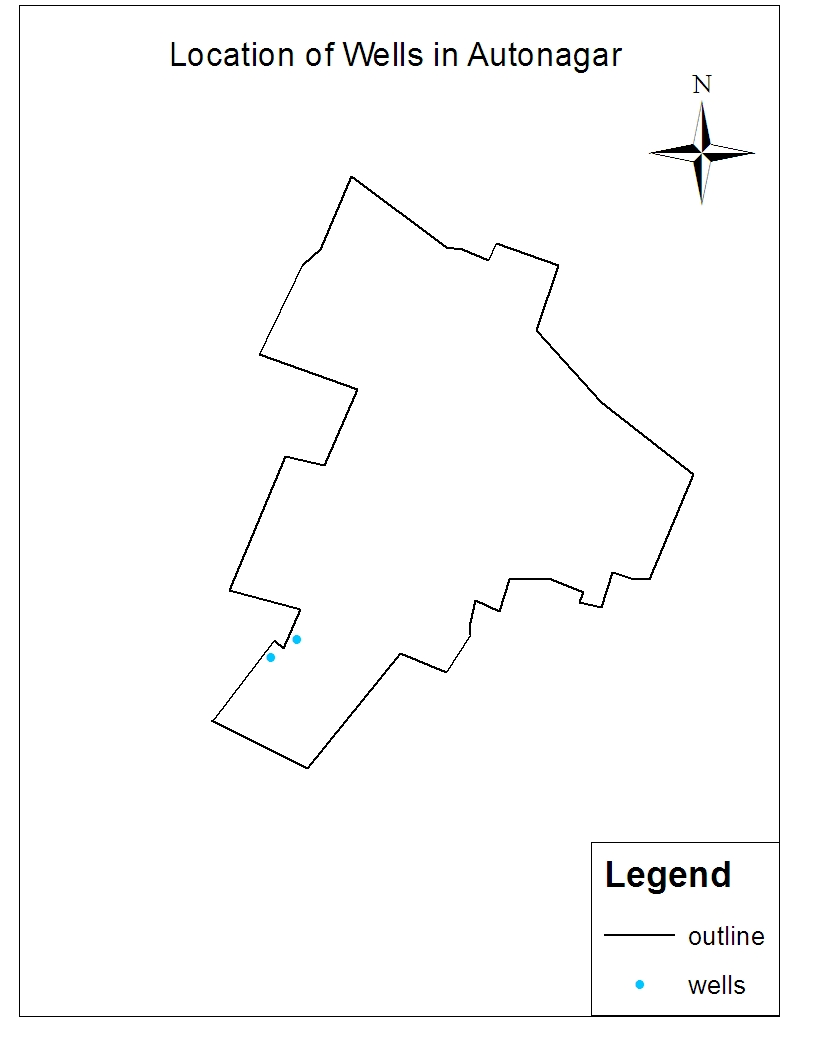 Location of Wells in Autonagar
N
Legend
outline
wells